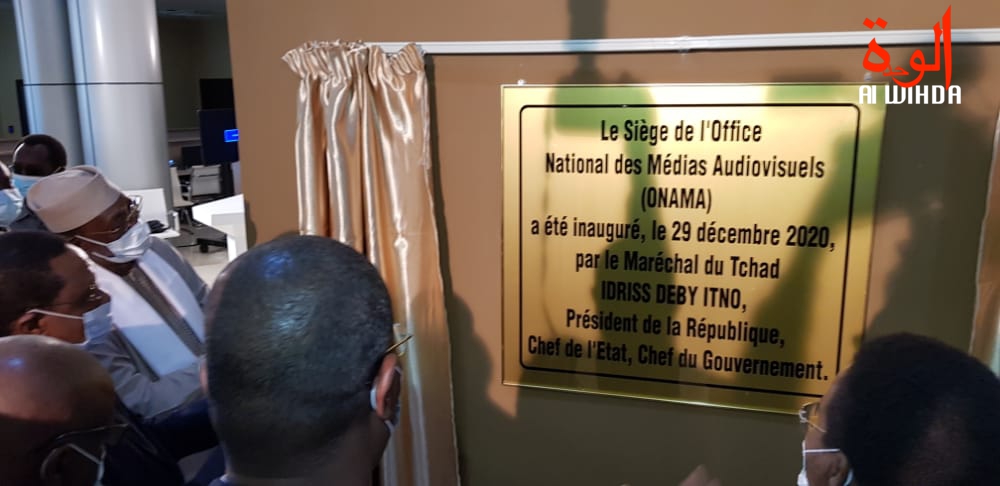 الوحدة
Al WIHDA
Le Siège de l'Office
National des Médias Audiovisuels
(ONAMA)
a été inauguré, le 29 décembre 2020,
par le Maréchal du Tchad
IDRISS DEBY ITNO,
Président de la République,
Chef de l'Etat, Chef du Gouvernement.